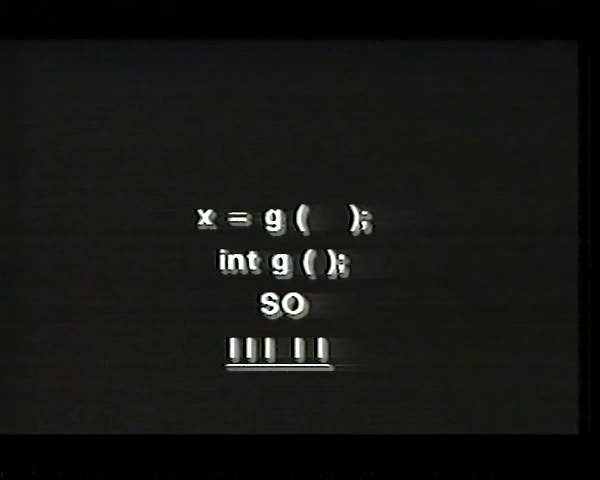 x = g (   );
int g ( );
SO